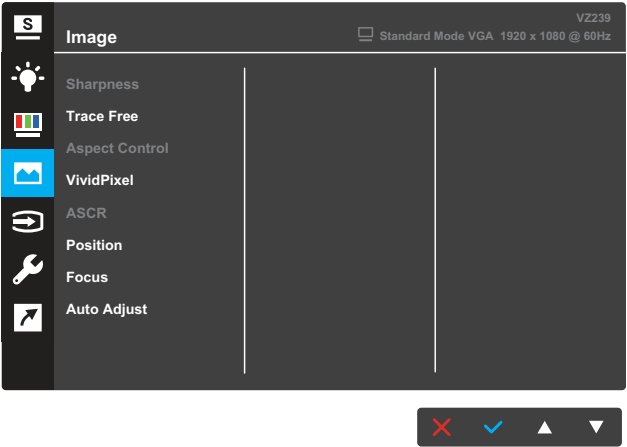 S
VZ239
Image
Standard Mode VGA 1920 x 1080 @ 60Hz
Sharpness
Trace Free
Aspect Control
VividPixel
ASCR
Position
Focus
Auto Adjust